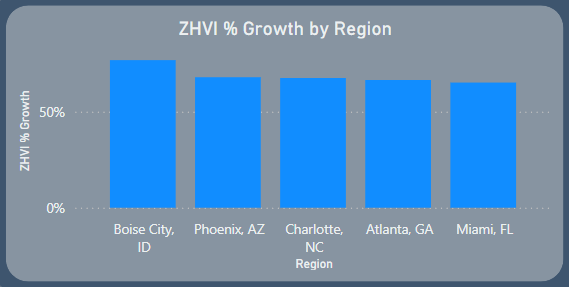 ZHVI % Growth by Region
ZHVI % Growth
50%
0%
Boise City,
ID
Phoenix, AZ
Charlotte,
NC
Atlanta, GA
Miami, FL
Region